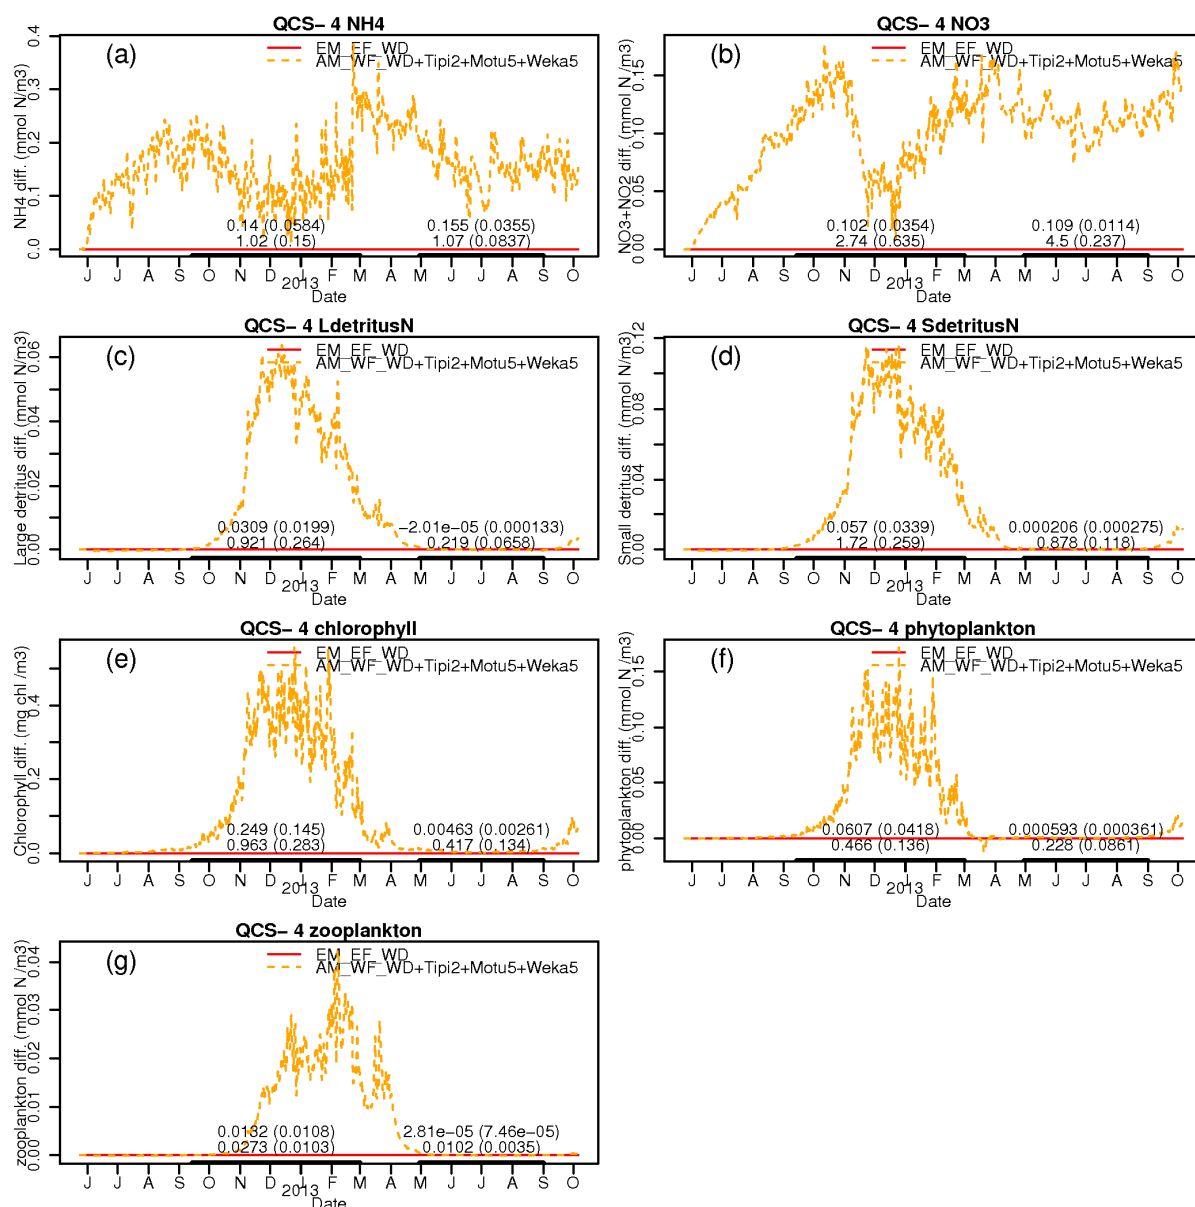 QCS− 4 NH4
(a)
EM_EF_WD
AM_WF_WD+Tipi2+Motu5+Weka5
NH4 diff. (mmol N/m3)
0.0 0.1 0.2 0.3 0.4
0.14 (0.0584) 0.155 (0.0355)
1.02 (0.15) 1.07 (0.0837)
J J A S O N D J F M A M J J A S O
2013
Date
QCS− 4 NO3
(b)
EM_EF_WD
AM_WF_WD+Tipi2+Motu5+Weka5
NO3+NO2 diff. (mmol N /m3)
0.00 0.05 0.10 0.15
0.102 (0.0354) 0.109 (0.0114)
2.74 (0.635) 4.5 (0.237)
J J A S O N D J F M A M J J A S O
2013
Date
QCS− 4 LdetritusN
(c)
EM_EF_WD
AM_WF_WD+Tipi2+Motu5+Weka5
Large detritus diff. (mmol N/m3)
0.00 0.02 0.04 0.06
0.0309 (0.0199) −2.01e−05 (0.000133)
0.921 (0.264) 0.219 (0.0658)
J J A S O N D J F M A M J J A S O
2013
Date
QCS− 4 SdetritusN
(d)
EM_EF_WD
AM_WF_WD+Tipi2+Motu5+Weka5
Small detritus diff. (mmol N/m3)
0.00 0.04 0.08 0.12
0.057 (0.0339) 0.000206 (0.000275)
1.72 (0.259) 0.878 (0.118)
J J A S O N D J F M A M J J A S O
2013
Date
QCS− 4 chlorophyll
(e)
EM_EF_WD
AM_WF_WD+Tipi2+Motu5+Weka5
Chlorophyll diff. (mg chl /m3)
0.0 0.2 0.4
0.249 (0.145) 0.00463 (0.00261)
0.963 (0.283) 0.417 (0.134)
J J A S O N D J F M A M J J A S O
2013
Date
QCS− 4 phytoplankton
(f)
EM_EF_WD
AM_WF_WD+Tipi2+Motu5+Weka5
phytoplankton diff. (mmol N /m3)
0.00 0.05 0.10 0.15
0.0607 (0.0418) 0.000593 (0.000361)
0.466 (0.136) 0.228 (0.0861)
J J A S O N D J F M A M J J A S O
2013
Date
QCS− 4 zooplankton
(g)
EM_EF_WD
AM_WF_WD+Tipi2+Motu5+Weka5
zooplankton diff. (mmol N /m3)
0.00 0.01 0.02 0.03 0.04
0.0132 (0.0108) 2.81e−05 (7.46e−05)
0.0273 (0.0103) 0.0102 (0.0035)
J J A S O N D J F M A M J J A S O
2013
Date